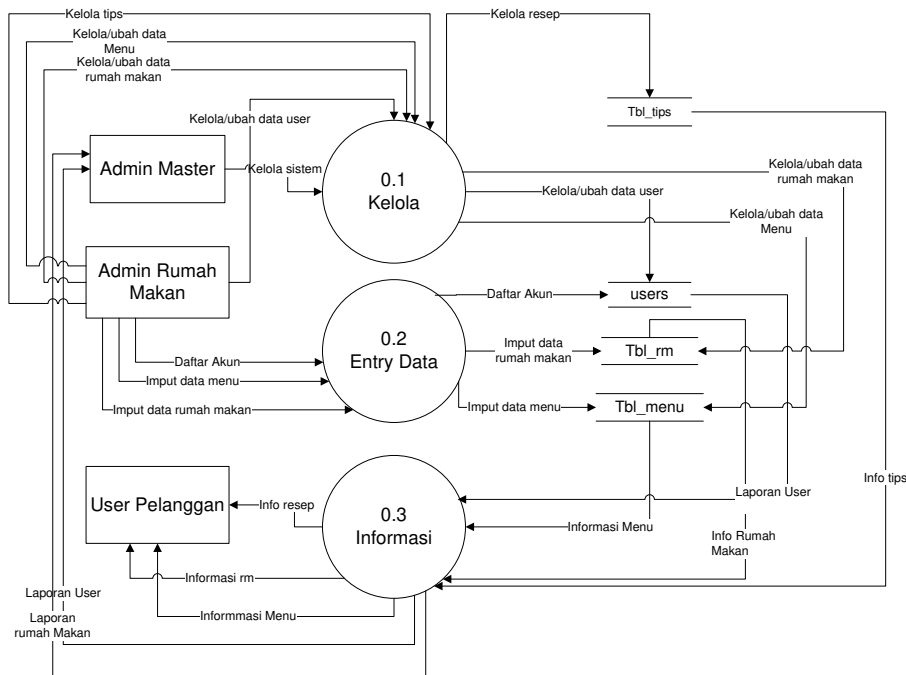 Kelola tips
Kelola resep
Kelola/ubah data
Menu
Kelola/ubah data
rumah makan
Kelola/ubah data user
Tbl_tips
Admin Master
Kelola sistem
0.1
Kelola
Kelola/ubah data
rumah makan
Kelola/ubah data user
Kelola/ubah data
Menu
Admin Rumah
Makan
Daftar Akun
users
0.2
Entry Data
Imput data
rumah makan
Tbl_rm
Daftar Akun
Imput data menu
Imput data rumah makan
Imput data menu
Tbl_menu
Info tips
Laporan User
User Pelanggan
Info resep
0.3
Informasi
Informasi Menu
Info Rumah
Makan
Informasi rm
Laporan User
Laporan
rumah Makan
Informmasi Menu